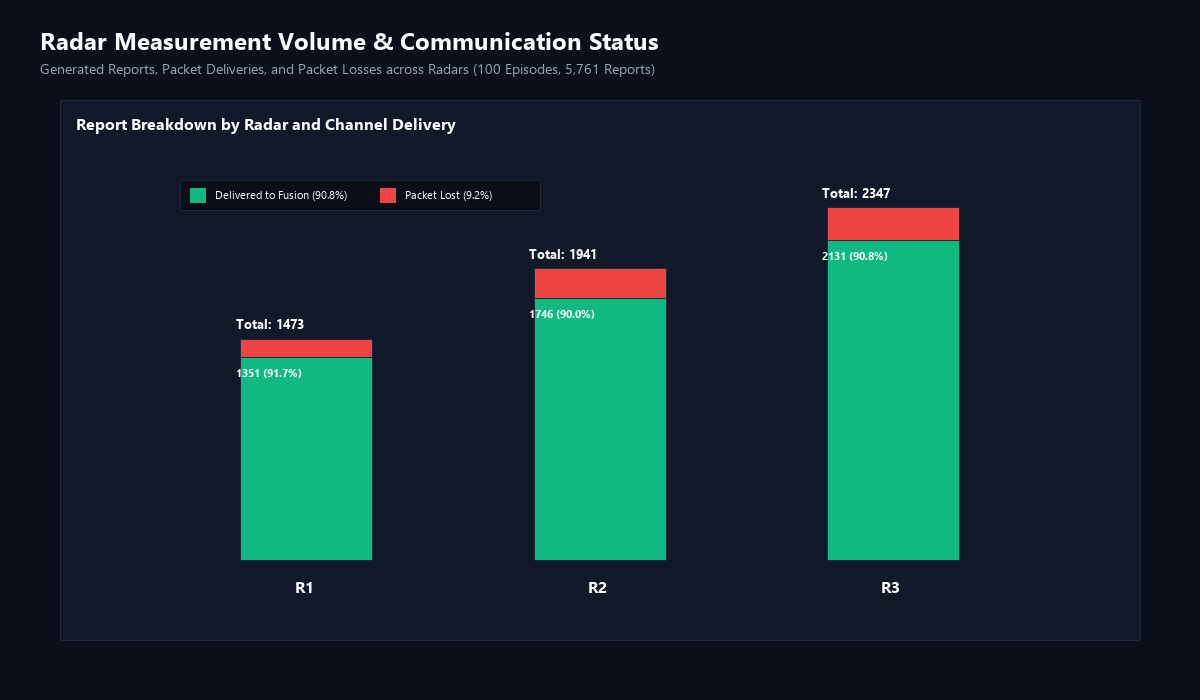 Radar Measurement Volume & Communication Status
Generated Reports, Packet Deliveries, and Packet Losses across Radars (100 Episodes, 5,761 Reports)
Report Breakdown by Radar and Channel Delivery
Delivered to Fusion (90.8%) Packet Lost (9.2%)
Total: 2347
2131 (90.8%)
Total: 1941
1746 (90.0%)
Total: 1473
1351 (91.7%)
R1 R2 R3